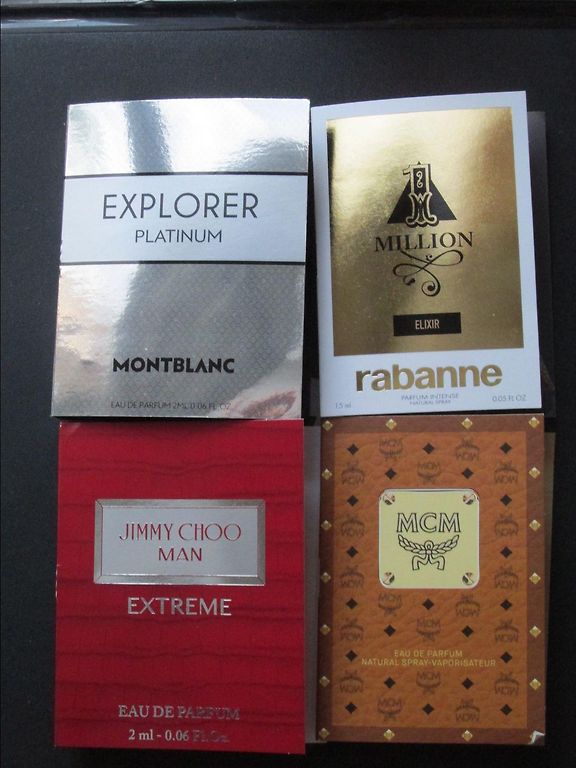 EXPLORER
PLATINUM
MONTBLANC
EAU DE PARFUM 2ML 0.06 FL OZ
1
MILLION
ELIXIR
rabanne
PARFUM INTENSE
NATURAL SPRAY
1.5 ml
0.05 FL OZ
JIMMY CHOO
MAN
EXTREME
EAU DE PARFUM
2 ml - 0.06 Fl. Oz.
MCM
EAU DE PARFUM
NATURAL SPRAY-VAPORISATEUR